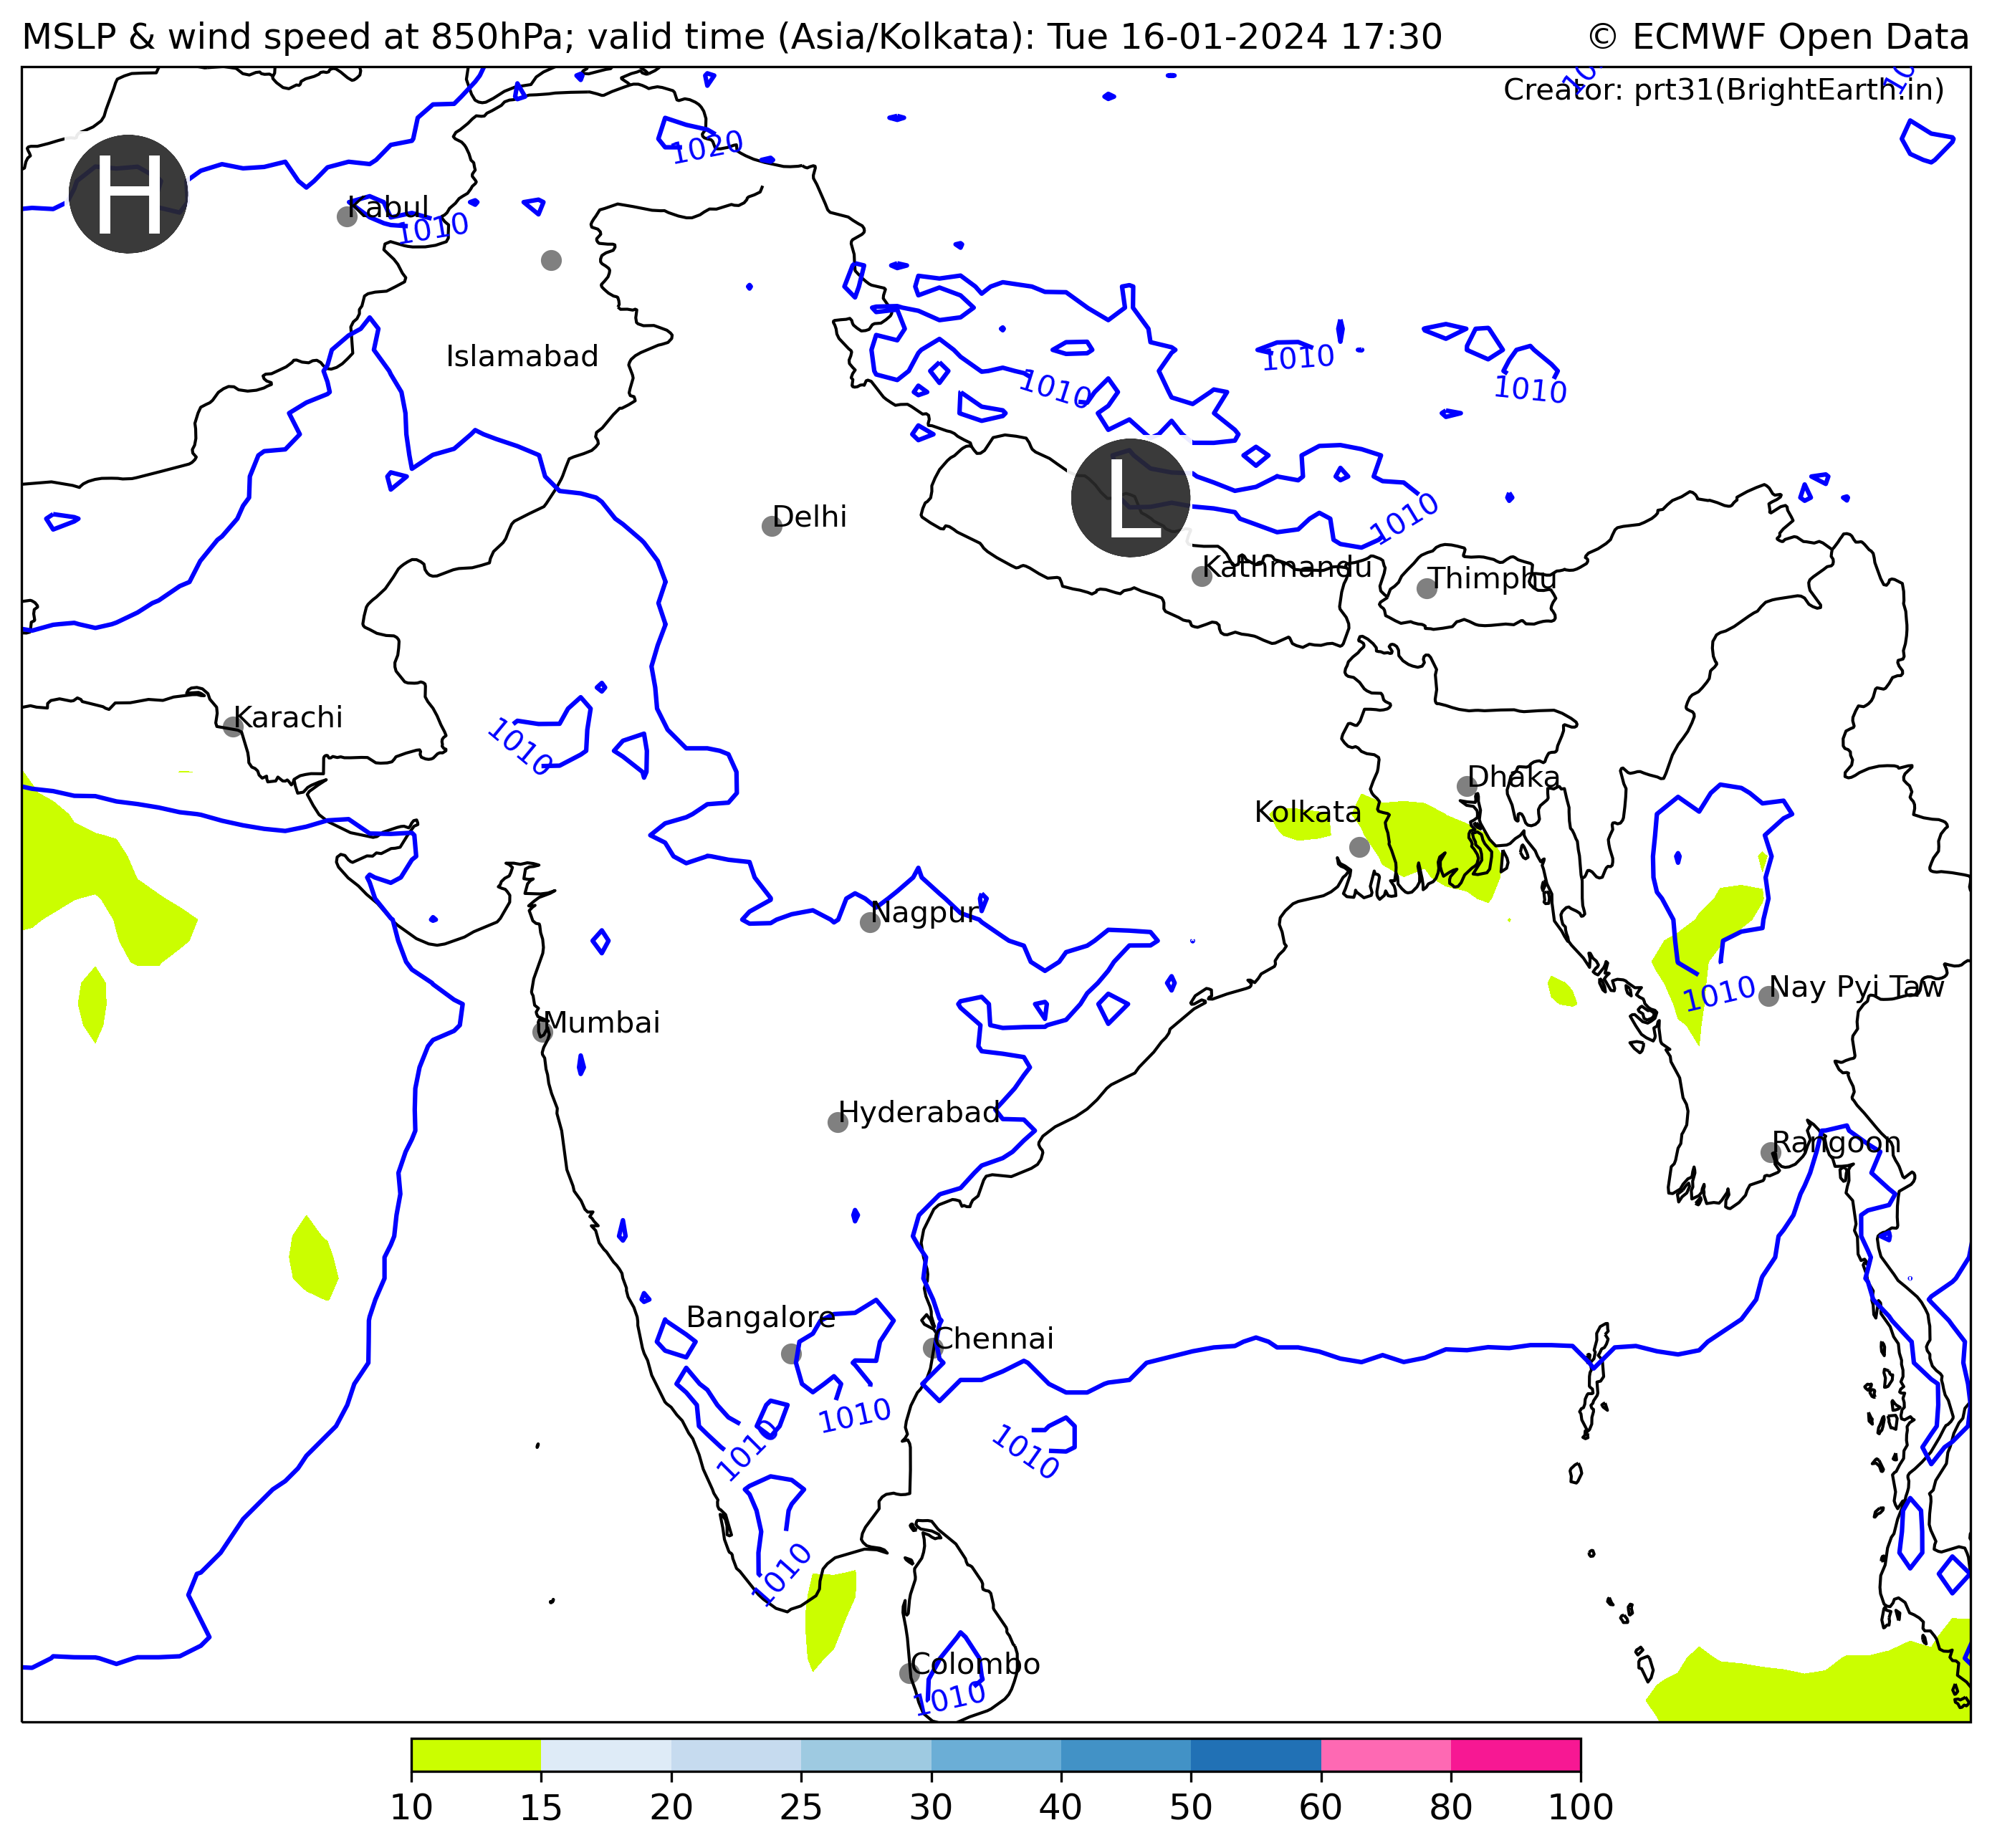 MSLP & wind speed at 850hPa; valid time (Asia/Kolkata): Tue 16-01-2024 17:30 © ECMWF Open Data
Creator: prt31(BrightEarth.in)
1020
H
Kabul
1010
Islamabad
1010
1010
1010
L
1010
Delhi
Kathmandu
Thimphu
Karachi
1010
Dhaka
Kolkata
Nagpur
1010
Nay Pyi Taw
Mumbai
Hyderabad
Rangoon
Bangalore
Chennai
1010
1010
1010
1010
Colombo
1010
10 15 20 25 30 40 50 60 80 100